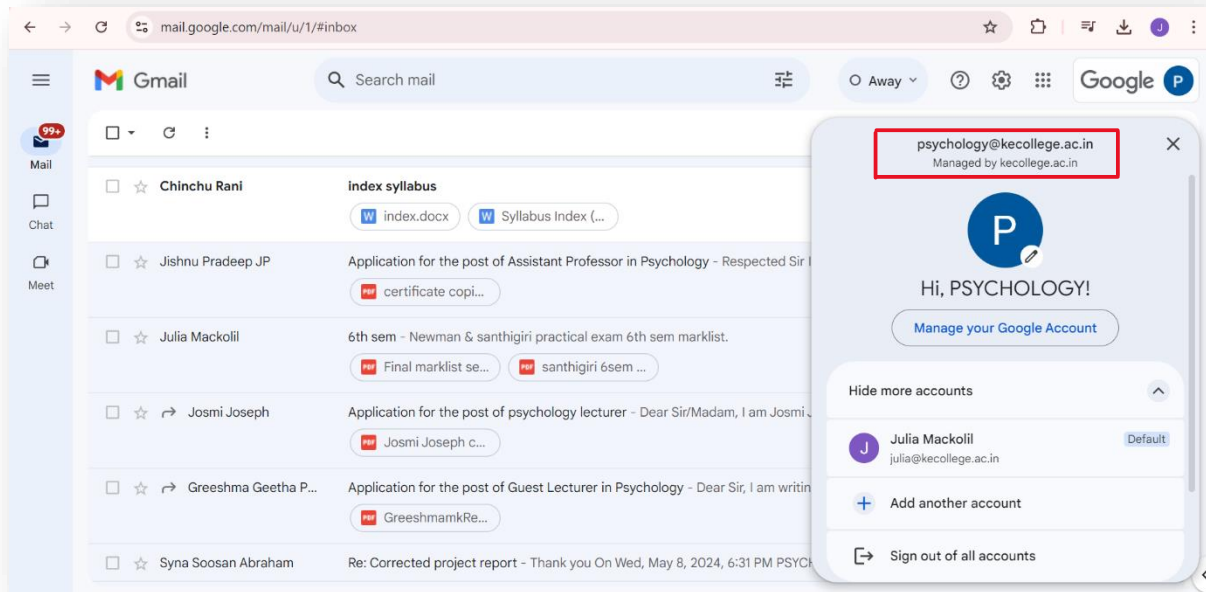 mail.google.com/mail/u/1/#inbox
J
Gmail
Search mail
Away
Google P
99+
Mail
Chat
Meet
Chinchu Rani index syllabus
W index.docx W Syllabus Index (...
Jishnu Pradeep JP Application for the post of Assistant Professor in Psychology - Respected Sir
PDF certificate copi...
Julia Mackolil 6th sem - Newman & santhigiri practical exam 6th sem marklist.
PDF Final marklist se... PDF santhigiri 6sem ...
Josmi Joseph Application for the post of psychology lecturer - Dear Sir/Madam, I am Josmi
PDF Josmi Joseph c...
Greeshma Geetha P... Application for the post of Guest Lecturer in Psychology - Dear Sir, I am
PDF GreeshmamkRe...
Syna Soosan Abraham Re: Corrected project report - Thank you On Wed, May 8, 2024, 6:31 PM
psychology@kecollege.ac.in
Managed by kecollege.ac.in
P
Hi, PSYCHOLOGY!
Manage your Google Account
Hide more accounts
J
Julia Mackolil Default
julia@kecollege.ac.in
Add another account
Sign out of all accounts